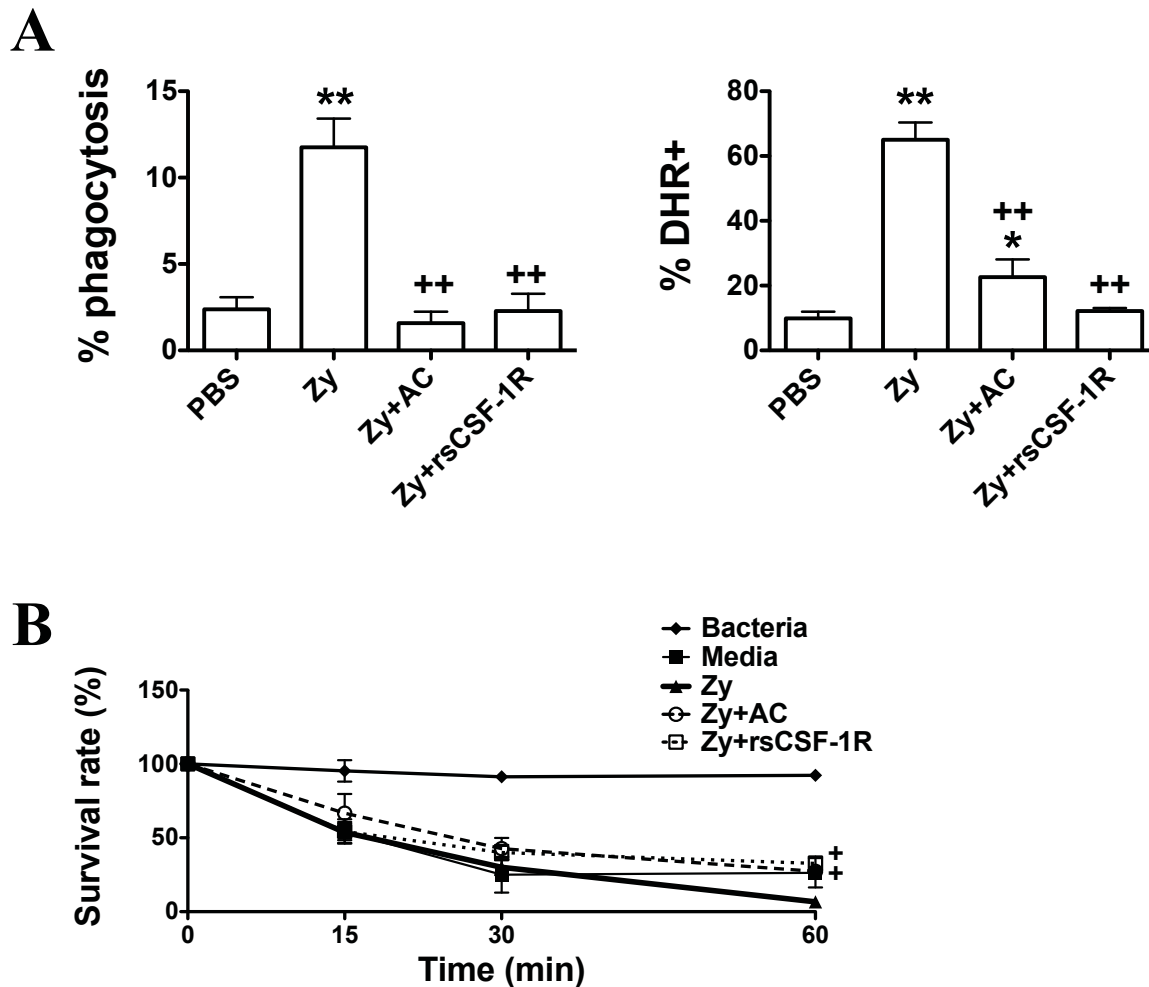 A
% phagocytosis
15
10
5
0
**
++
++
PBS
Zy
Zy+AC
Zy+rsCSF-1R
% DHR+
80
60
40
20
0
**
++
*
++
PBS
Zy
Zy+AC
Zy+rsCSF-1R
B
Bacteria
Media
Zy
Zy+AC
Zy+rsCSF-1R
Survival rate (%)
150
100
50
0
+
+
0 15 30 60
Time (min)